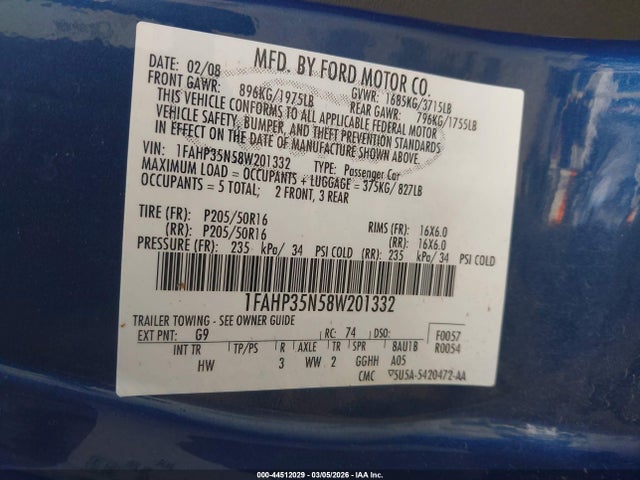 MFD. BY FORD MOTOR CO.
DATE: 02/08 GVWR: 1685KG/3715LB
FRONT GAWR: 896KG/1975LB REAR GAWR: 796KG/1755LB
THIS VEHICLE CONFORMS TO ALL APPLICABLE FEDERAL MOTOR
VEHICLE SAFETY, BUMPER, AND THEFT PREVENTION STANDARDS
IN EFFECT ON THE DATE OF MANUFACTURE SHOWN ABOVE.
VIN: 1FAHP35N58W201332 TYPE: Passenger Car
MAXIMUM LOAD = OCCUPANTS + LUGGAGE = 375KG/827LB
OCCUPANTS = 5 TOTAL; 2 FRONT, 3 REAR
TIRE (FR): P205/50R16 RIMS (FR): 16X6.0
(RR): P205/50R16 (RR): 16X6.0
PRESSURE (FR): 235 kPa/ 34 PSI COLD (RR): 235 kPa/ 34 PSI COLD
1FAHP35N58W201332
TRAILER TOWING - SEE OWNER GUIDE
EXT PNT: G9 RC: 74 DSO: F0057
INT TR TP/PS R AXLE TR SPR BAU1B R0054
HW 3 WW 2 GGHH A05
CMC ▽5U5A-5420472-AA
000-44512029 - 03/05/2026 - IAA Inc.